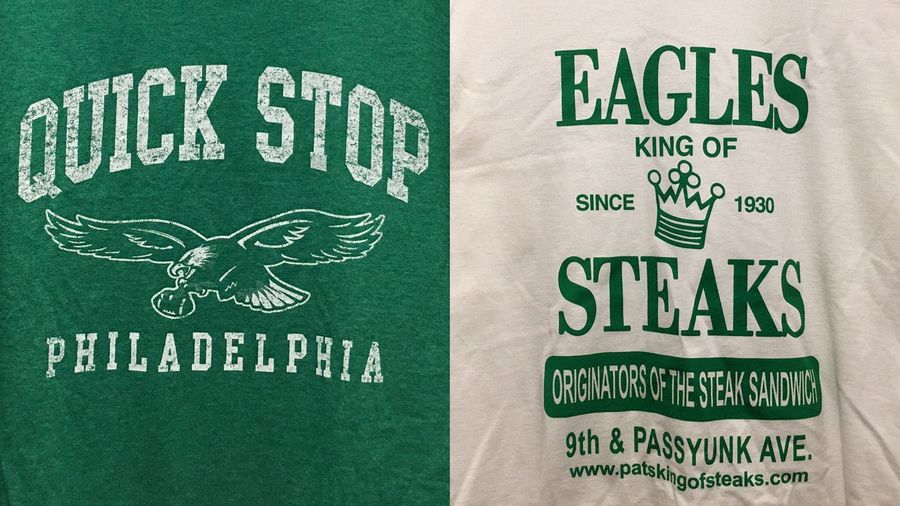 QUICK STOP
PHILADELPHIA
EAGLES
KING OF
SINCE 1930
STEAKS
ORIGINATORS OF THE STEAK SANDWICH
9th & PASSYUNK AVE.
www.patskingofsteaks.com